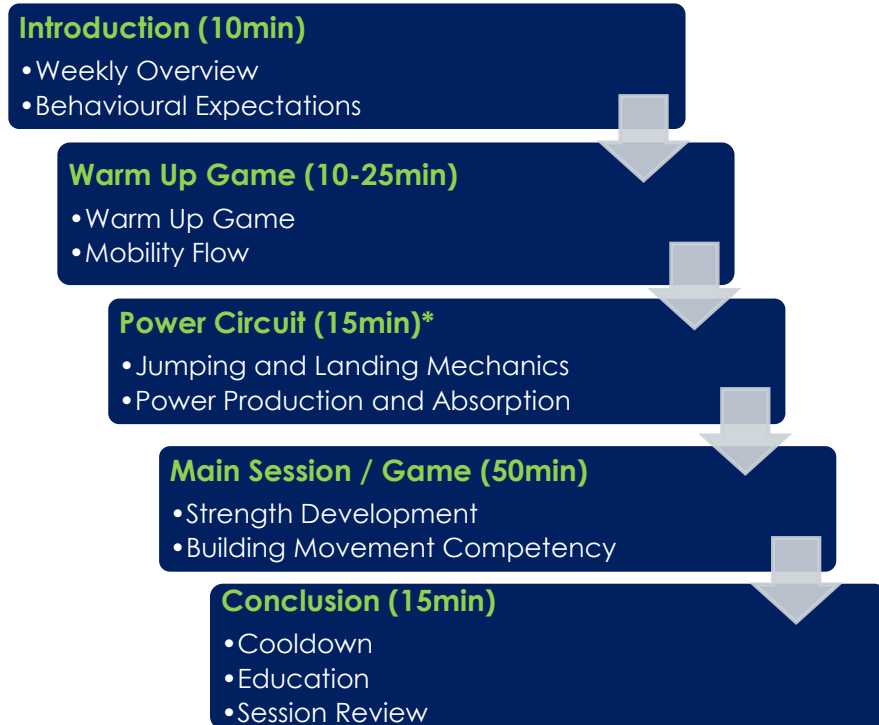 Introduction (10min)
•Weekly Overview
•Behavioural Expectations
Warm Up Game (10-25min)
•Warm Up Game
•Mobility Flow
Power Circuit (15min)*
•Jumping and Landing Mechanics
•Power Production and Absorption
Main Session / Game (50min)
•Strength Development
•Building Movement Competency
Conclusion (15min)
•Cooldown
•Education
•Session Review